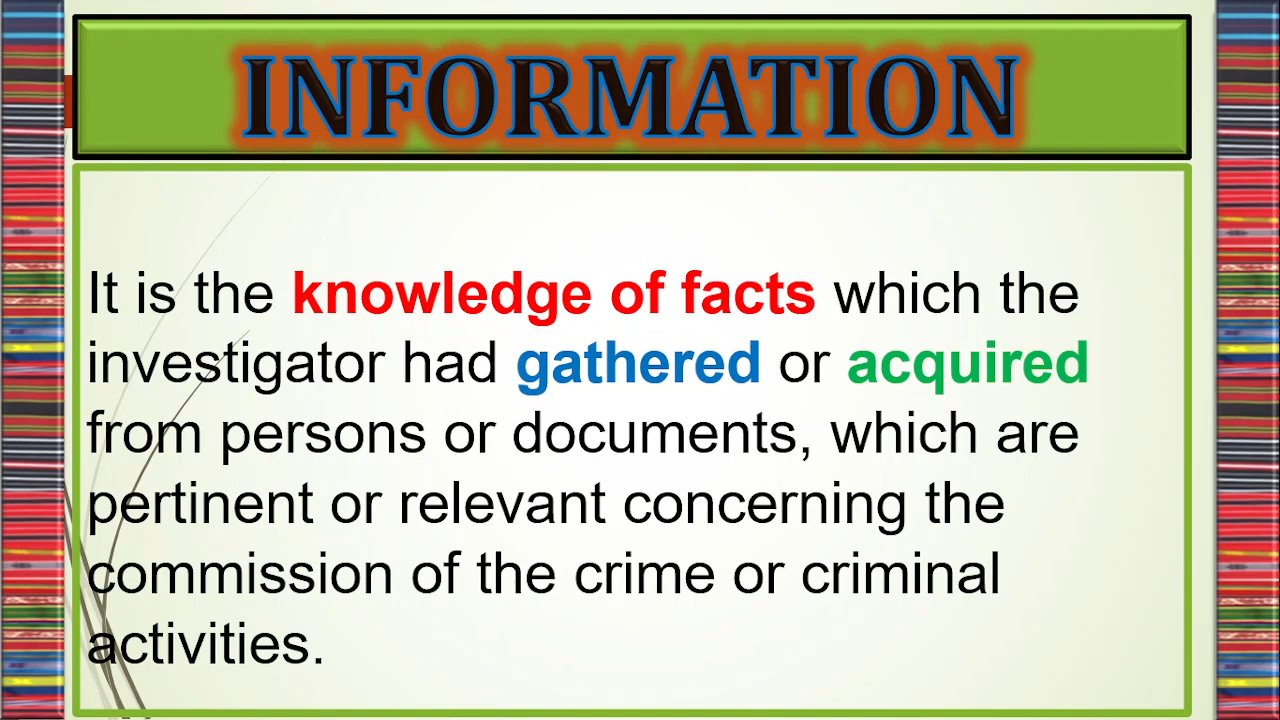 INFORMATION
It is the knowledge of facts which the
investigator had gathered or acquired
from persons or documents, which are
pertinent or relevant concerning the
commission of the crime or criminal
activities.